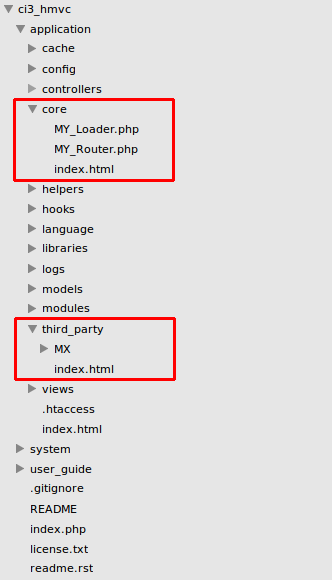 ci3_hmvc
application
cache
config
controllers
core
MY_Loader.php
MY_Router.php
index.html
helpers
hooks
language
libraries
logs
models
modules
third_party
MX
index.html
views
.htaccess
index.html
system
user_guide
.gitignore
README
index.php
license.txt
readme.rst